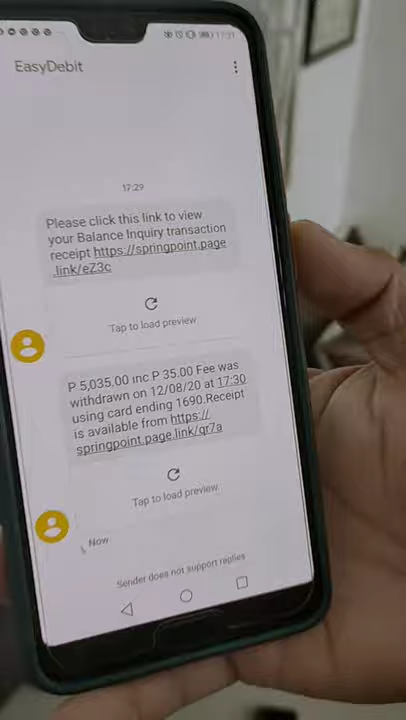 17:31
EasyDebit
17:29
Please click this link to view
your Balance Inquiry transaction
receipt https://springpoint.page
.link/eZ3c
Tap to load preview
P 5,035.00 inc P 35.00 Fee was
withdrawn on 12/08/20 at 17:30
using card ending 1690.Receipt
is available from https://
springpoint.page.link/qr7a
Tap to load preview
Now
Sender does not support replies